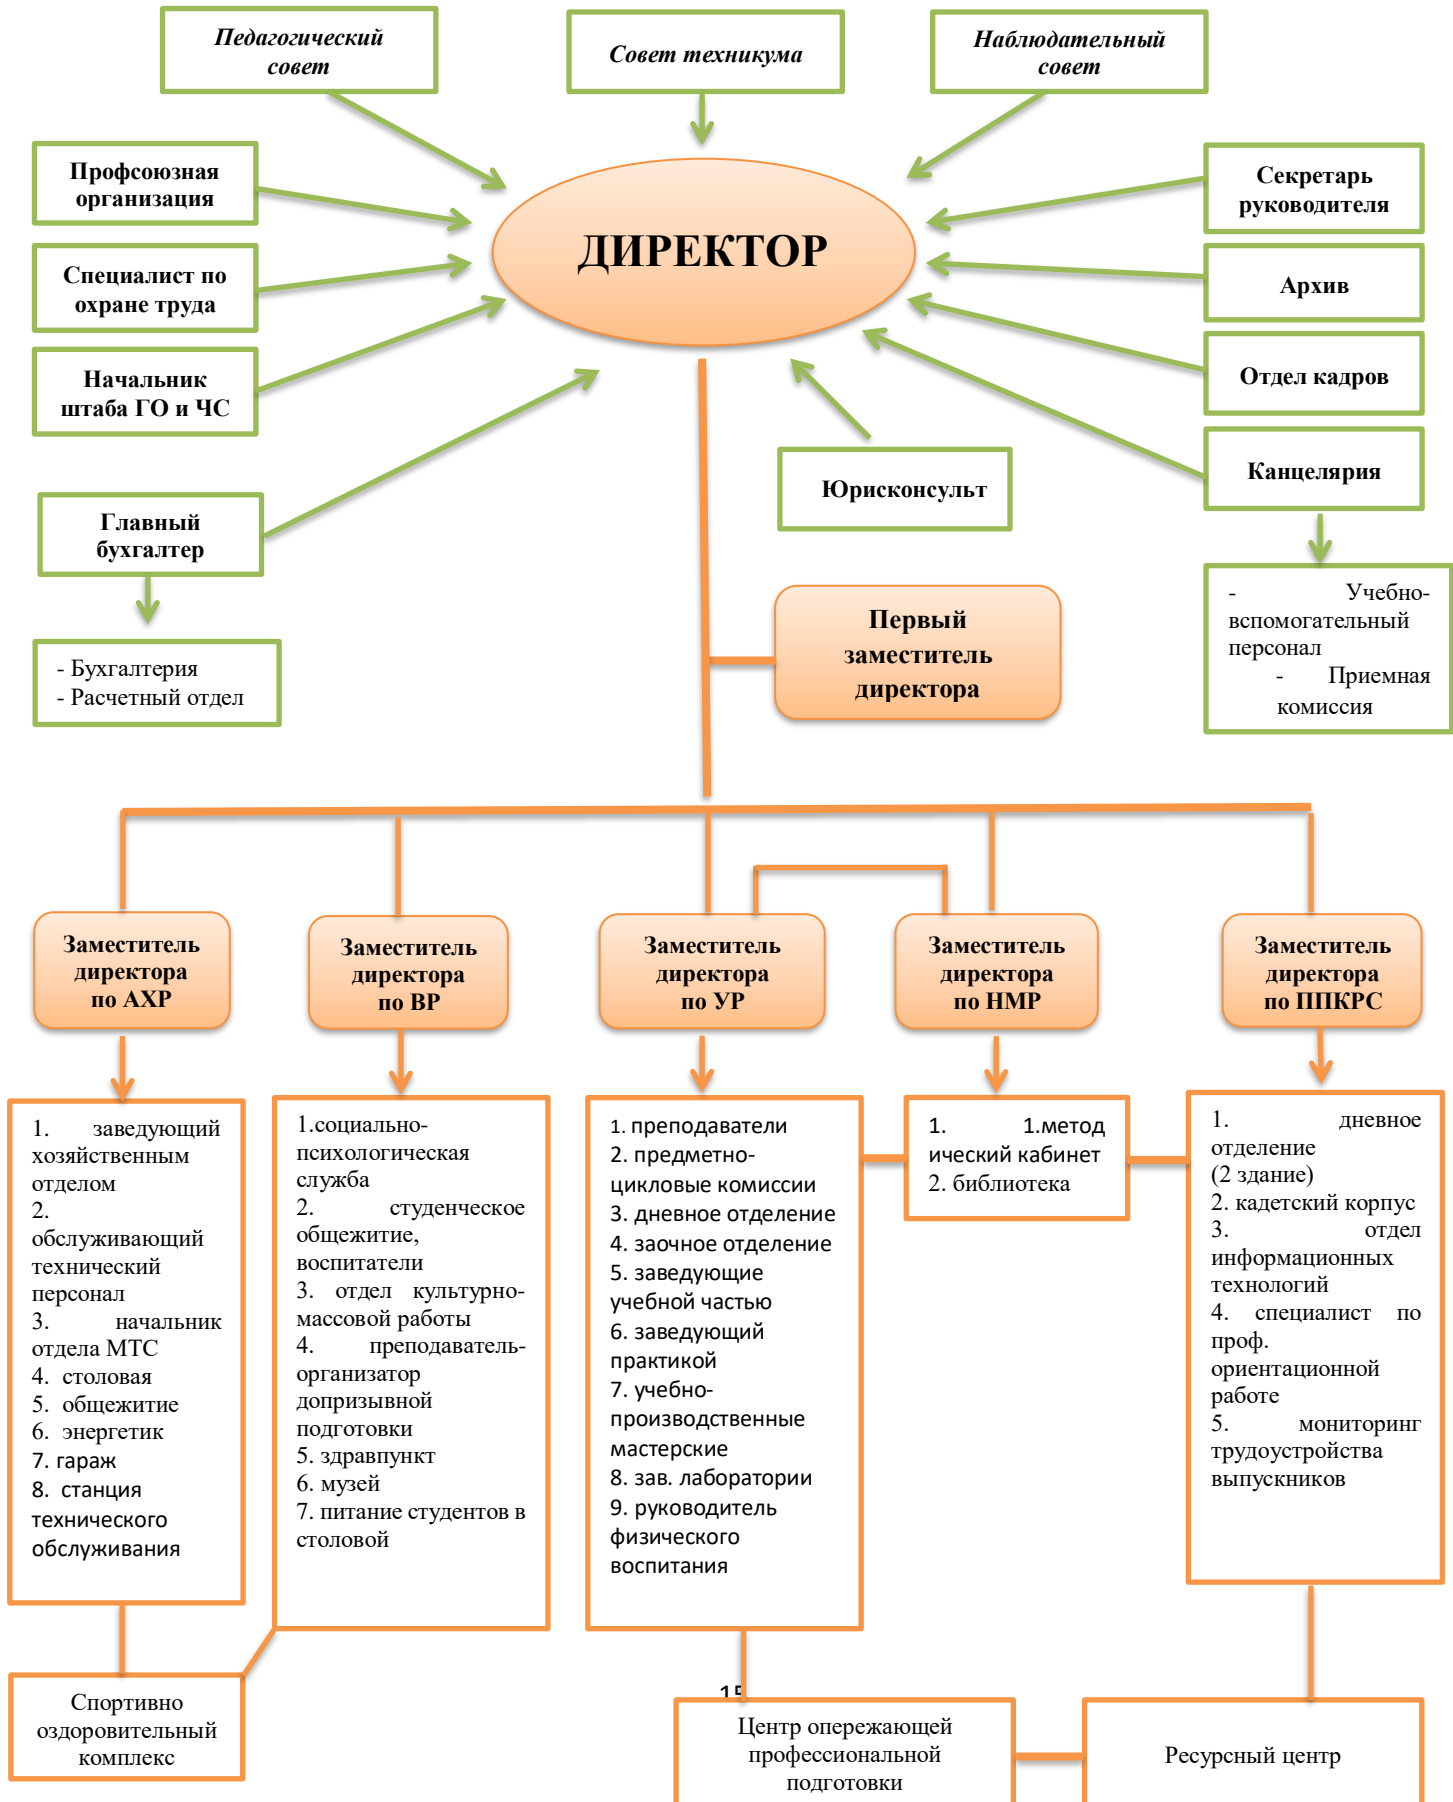 Педагогический
совет
Совет техникума
Наблюдательный
совет
Профсоюзная
организация
Специалист по
охране труда
Начальник
штаба ГО и ЧС
Главный
бухгалтер
- Бухгалтерия
- Расчетный отдел
ДИРЕКТОР
Секретарь
руководителя
Архив
Отдел кадров
Канцелярия
Юрисконсульт
- Учебно-
вспомогательный
персонал
- Приемная
комиссия
Первый
заместитель
директора
Заместитель
директора
по АХР
Заместитель
директора
по ВР
Заместитель
директора
по УР
Заместитель
директора
по НМР
Заместитель
директора
по ППКРС
1. заведующий
хозяйственным
отделом
2.
обслуживающий
технический
персонал
3. начальник
отдела МТС
4. столовая
5. общежитие
6. энергетик
7. гараж
8. станция
технического
обслуживания
1.социально-
психологическая
служба
2. студенческое
общежитие,
воспитатели
3. отдел культурно-
массовой работы
4. преподаватель-
организатор
допризывной
подготовки
5. здравпункт
6. музей
7. питание студентов в
столовой
1. преподаватели
2. предметно-
цикловые комиссии
3. дневное отделение
4. заочное отделение
5. заведующие
учебной частью
6. заведующий
практикой
7. учебно-
производственные
мастерские
8. зав. лаборатории
9. руководитель
физического
воспитания
1. 1.метод
ический кабинет
2. библиотека
1. дневное
отделение
(2 здание)
2. кадетский корпус
3. отдел
информационных
технологий
4. специалист по
проф.
ориентационной
работе
5. мониторинг
трудоустройства
выпускников
Спортивно
оздоровительный
комплекс
Центр опережающей
профессиональной
подготовки
Ресурсный центр